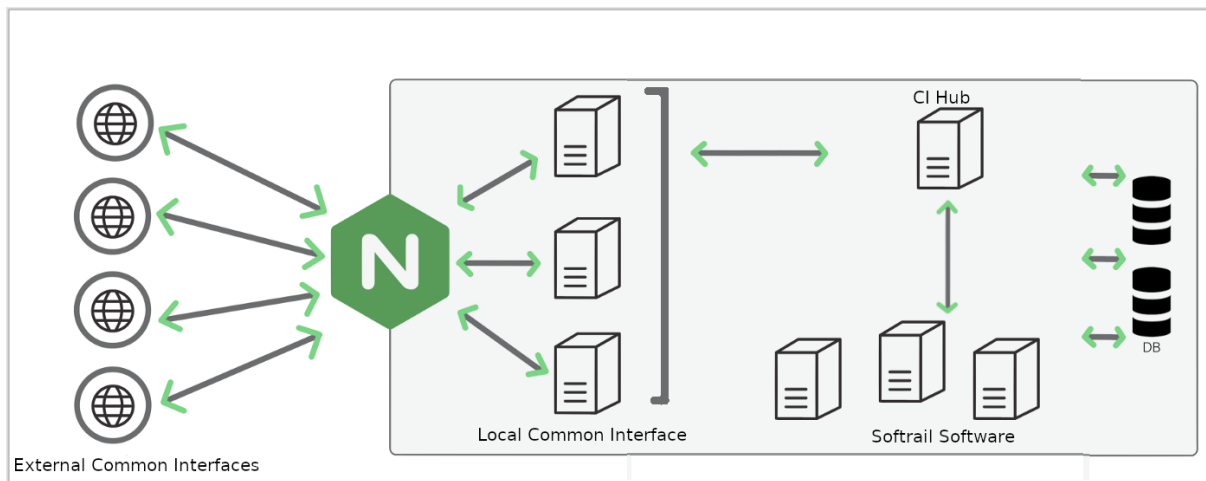 CI Hub
N
DB
Local Common Interface
Softrail Software
External Common Interfaces